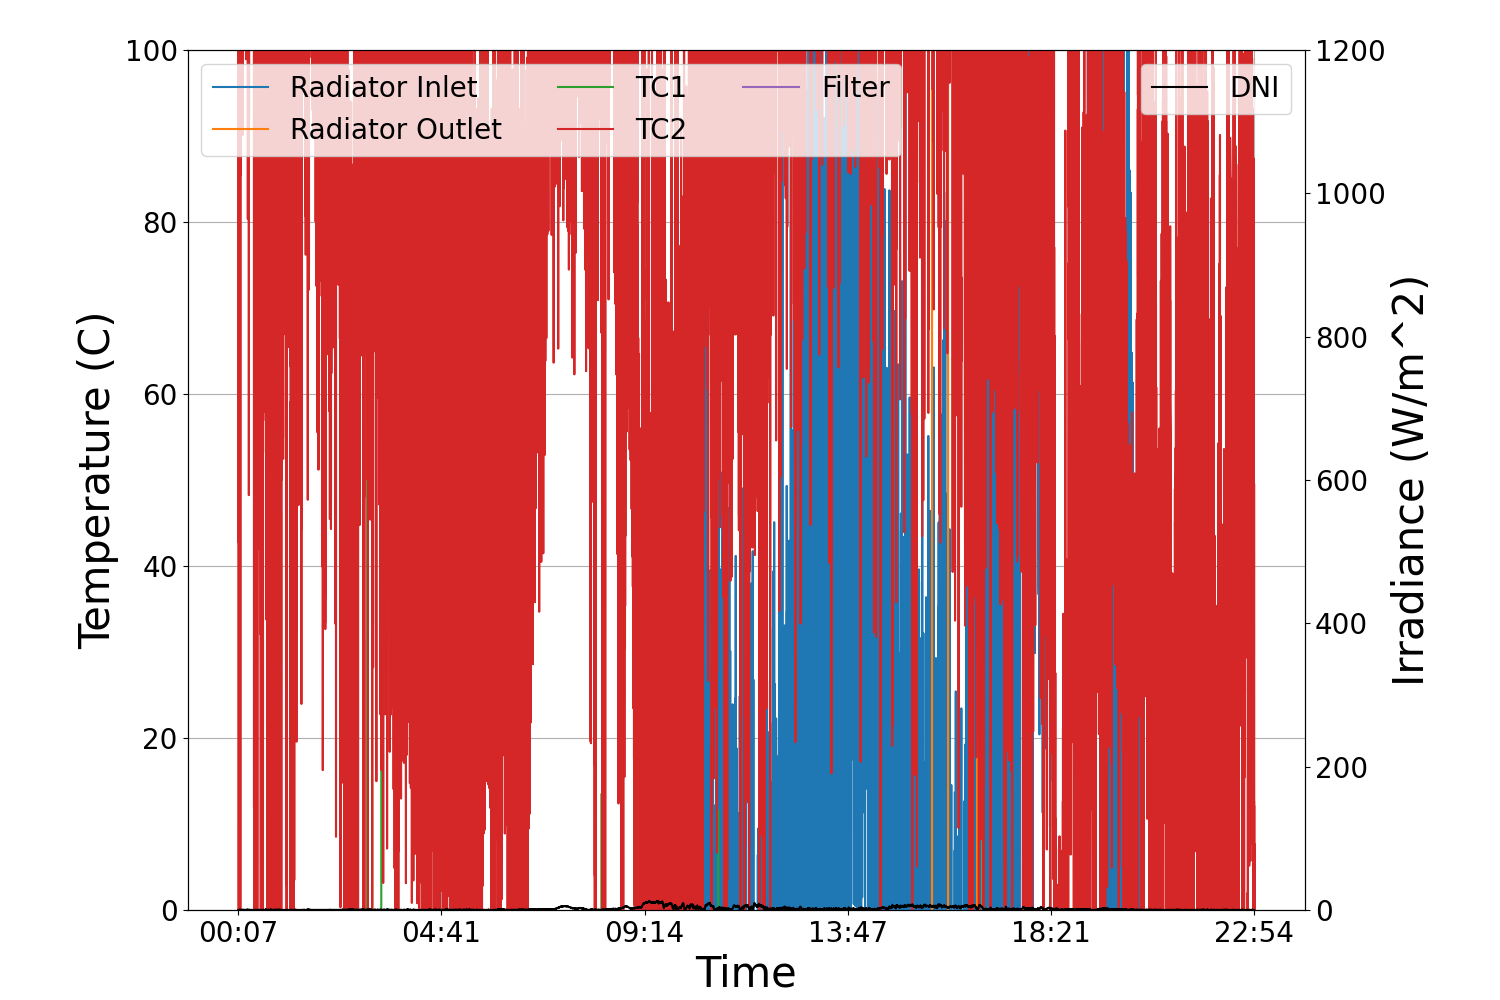 100
80
60
40
20
0
Temperature (C)
Radiator Inlet
Radiator Outlet
TC1
TC2
Filter
DNI
1200
1000
800
600
400
200
0
Irradiance (W/m^2)
00:07
04:41
09:14
13:47
18:21
22:54
Time